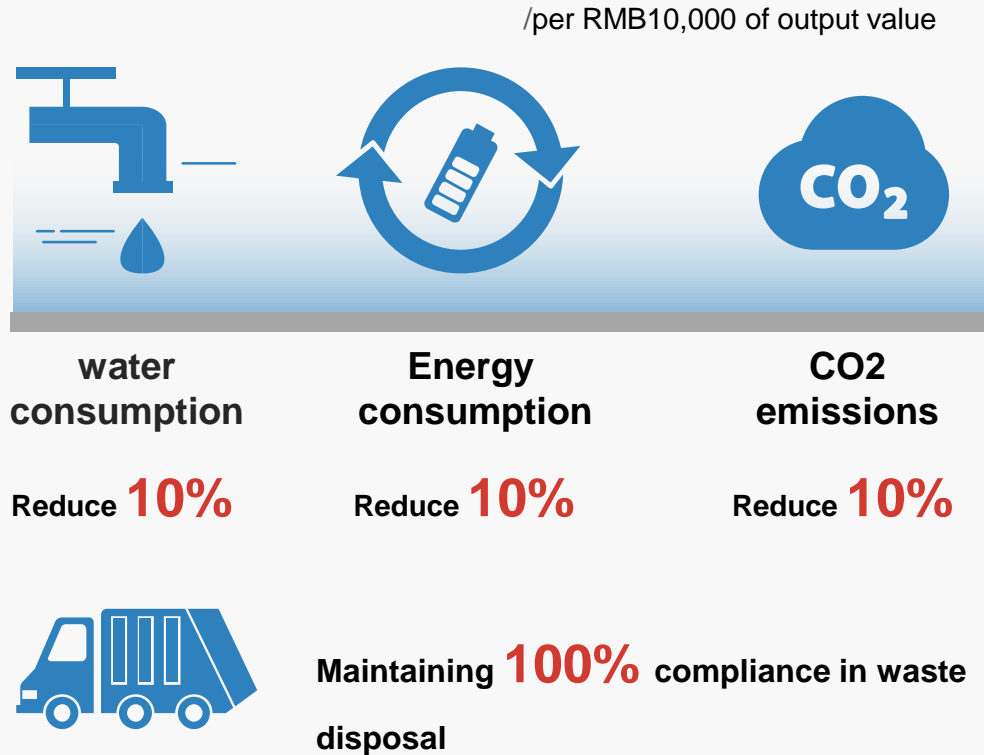 /per RMB10,000 of output value
CO2
water
consumption
Energy
consumption
CO2
emissions
Reduce 10%
Reduce 10%
Reduce 10%
Maintaining 100% compliance in waste
disposal